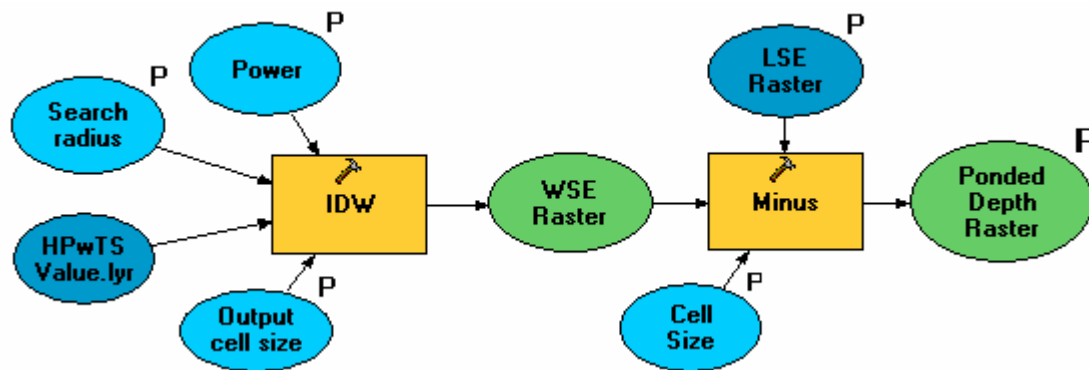 P
Power
P
Search
radius
HPwTS
Value.lyr
IDW
P
Output
cell size
WSE
Raster
P
LSE
Raster
Minus
P
Cell
Size
P
Ponded
Depth
Raster